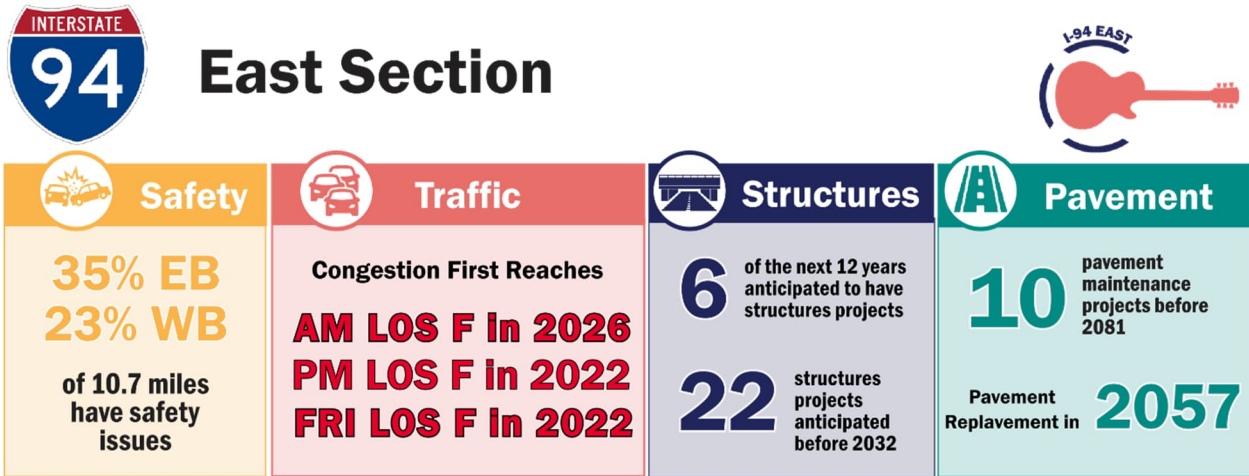 INTERSTATE
94
East Section
I-94 EAST
Safety
35% EB
23% WB
of 10.7 miles
have safety
issues
Traffic
Congestion First Reaches
AM LOS F in 2026
PM LOS F in 2022
FRI LOS F in 2022
Structures
6
of the next 12 years
anticipated to have
structures projects
22
structures
projects
anticipated
before 2032
Pavement
10
pavement
maintenance
projects before
2081
Pavement
Replavement in
2057